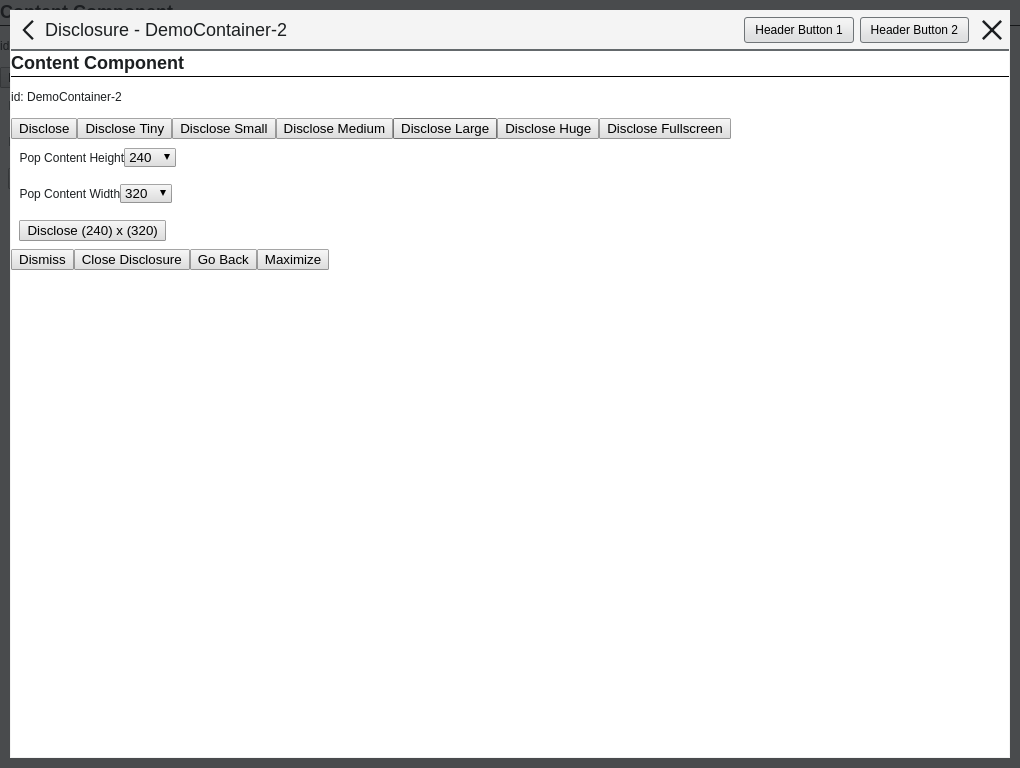 Disclosure - DemoContainer-2 Header Button 1 Header Button 2
Content Component
id: DemoContainer-2
Disclose Disclose Tiny Disclose Small Disclose Medium Disclose Large Disclose Huge Disclose Fullscreen
Pop Content Height 240
Pop Content Width 320
Disclose (240) x (320)
Dismiss Close Disclosure Go Back Maximize